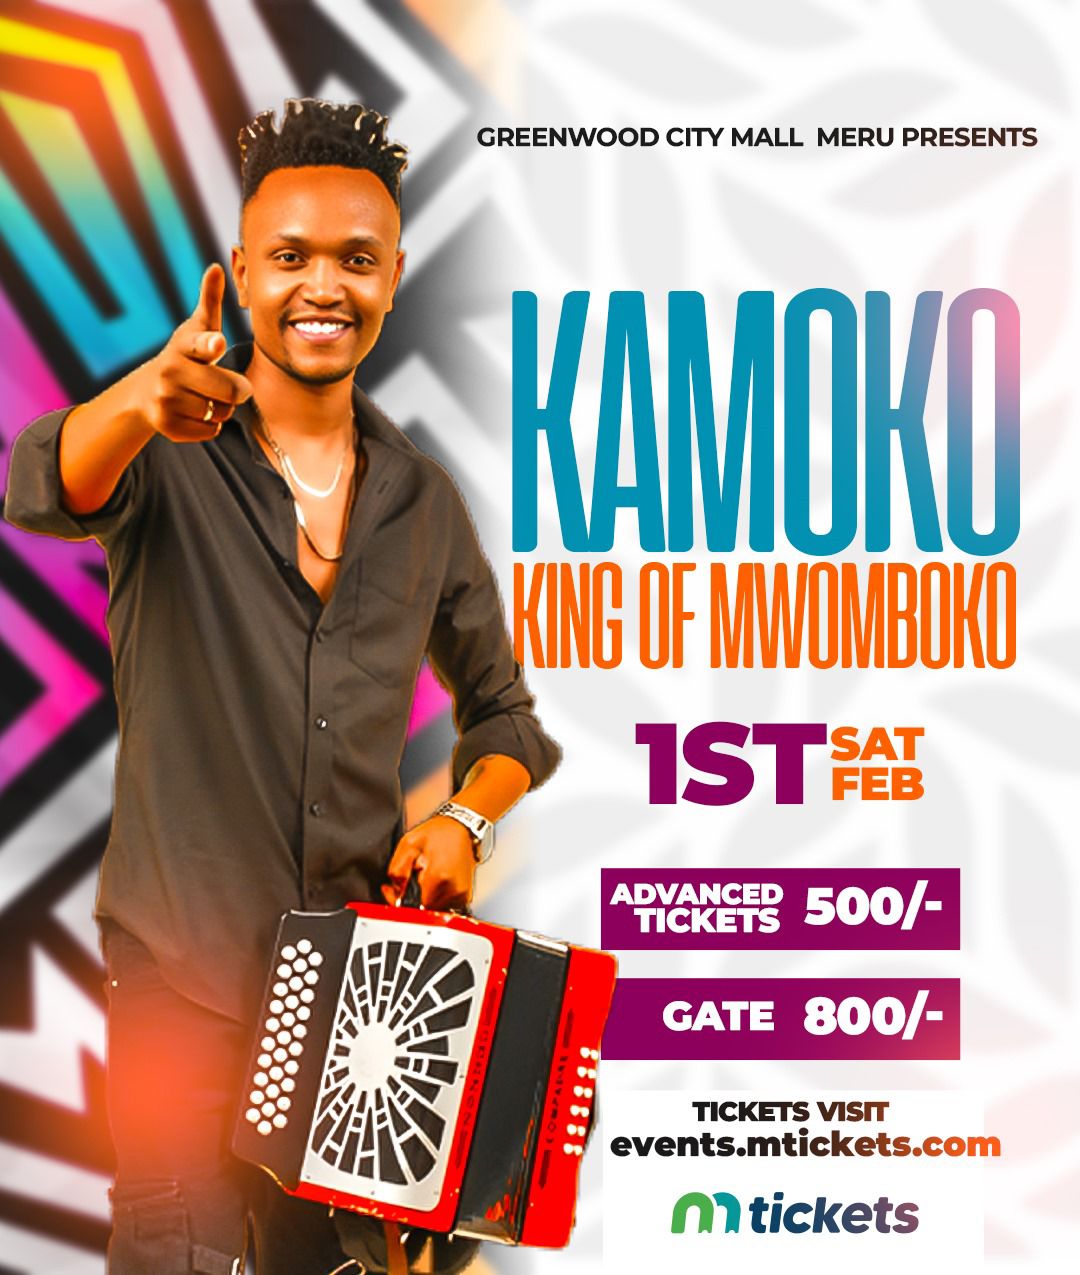 GREENWOOD CITY MALL MERU PRESENTS
KAMOKO
KING OF MWOMBOKO
1ST SAT
FEB
ADVANCED
TICKETS 500/-
GATE 800/-
TICKETS VISIT
events.mtickets.com
m tickets